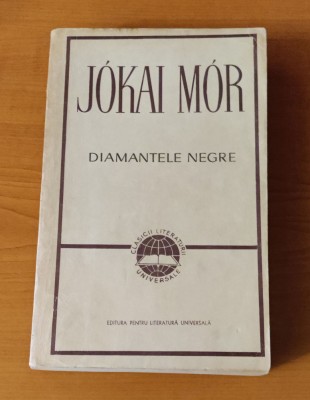 JÓKAI MÓR
DIAMANTELE NEGRE
CLASICII LITERATURII
UNIVERSALE
EDITURA PENTRU LITERATURĂ UNIVERSALĂ